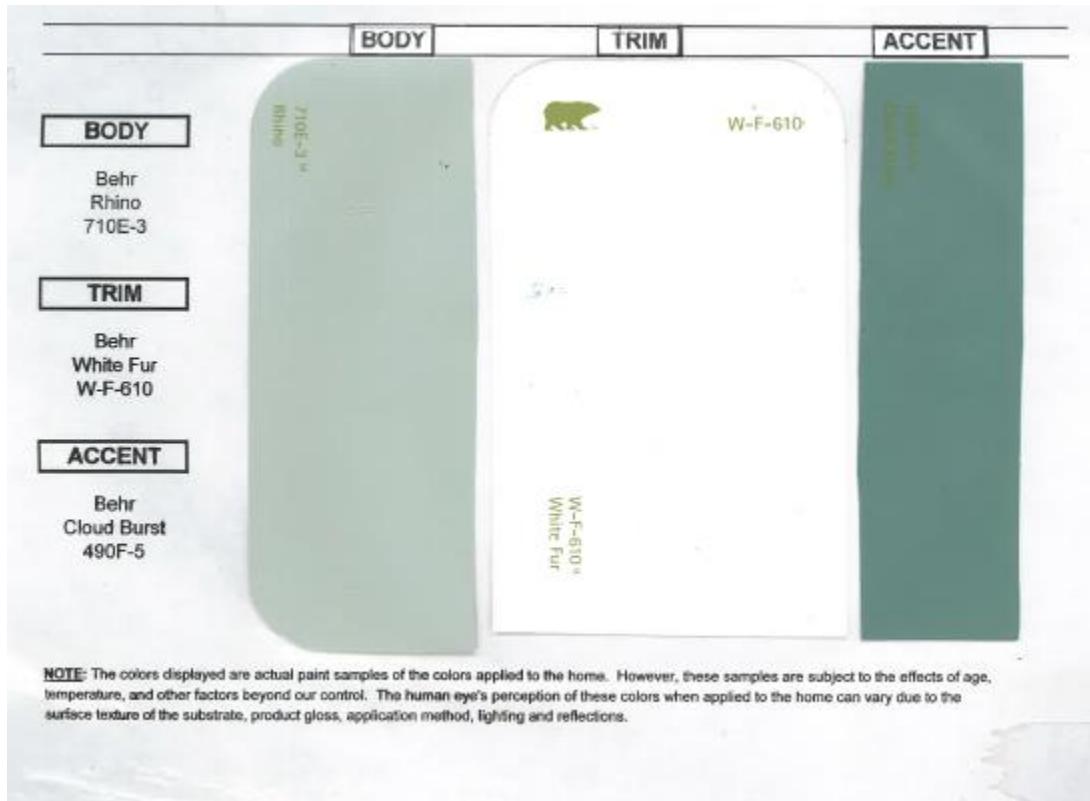 BODY TRIM ACCENT
BODY
Behr
Rhino
710E-3
TRIM
Behr
White Fur
W-F-610
ACCENT
Behr
Cloud Burst
490F-5
710E-3
Rhino
W-F-610
W-F-610
White Fur
NOTE: The colors displayed are actual paint samples of the colors applied to the home. However, these samples are subject to the effects of age,
temperature, and other factors beyond our control. The human eye's perception of these colors when applied to the home can vary due to the
surface texture of the substrate, product gloss, application method, lighting and reflections.